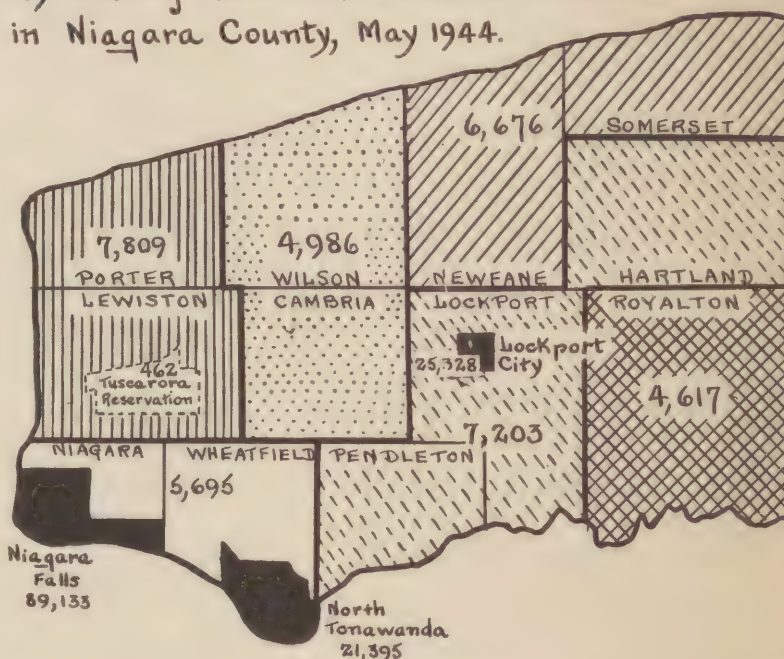 in Niagara County, May 1944.
6,676
SOMERSET
7,809
4,986
PORTER
WILSON
NEWFANE
HARTLAND
LEWISTON
CAMBRIA
LOCKPORT
ROYALTON
462
Tuscarora
Reservation
25,328
Lockport
City
4,617
7,203
NIAGARA
WHEATFIELD
PENDLETON
5,695
Niagara
Falls
89,133
North
Tonawanda
21,395